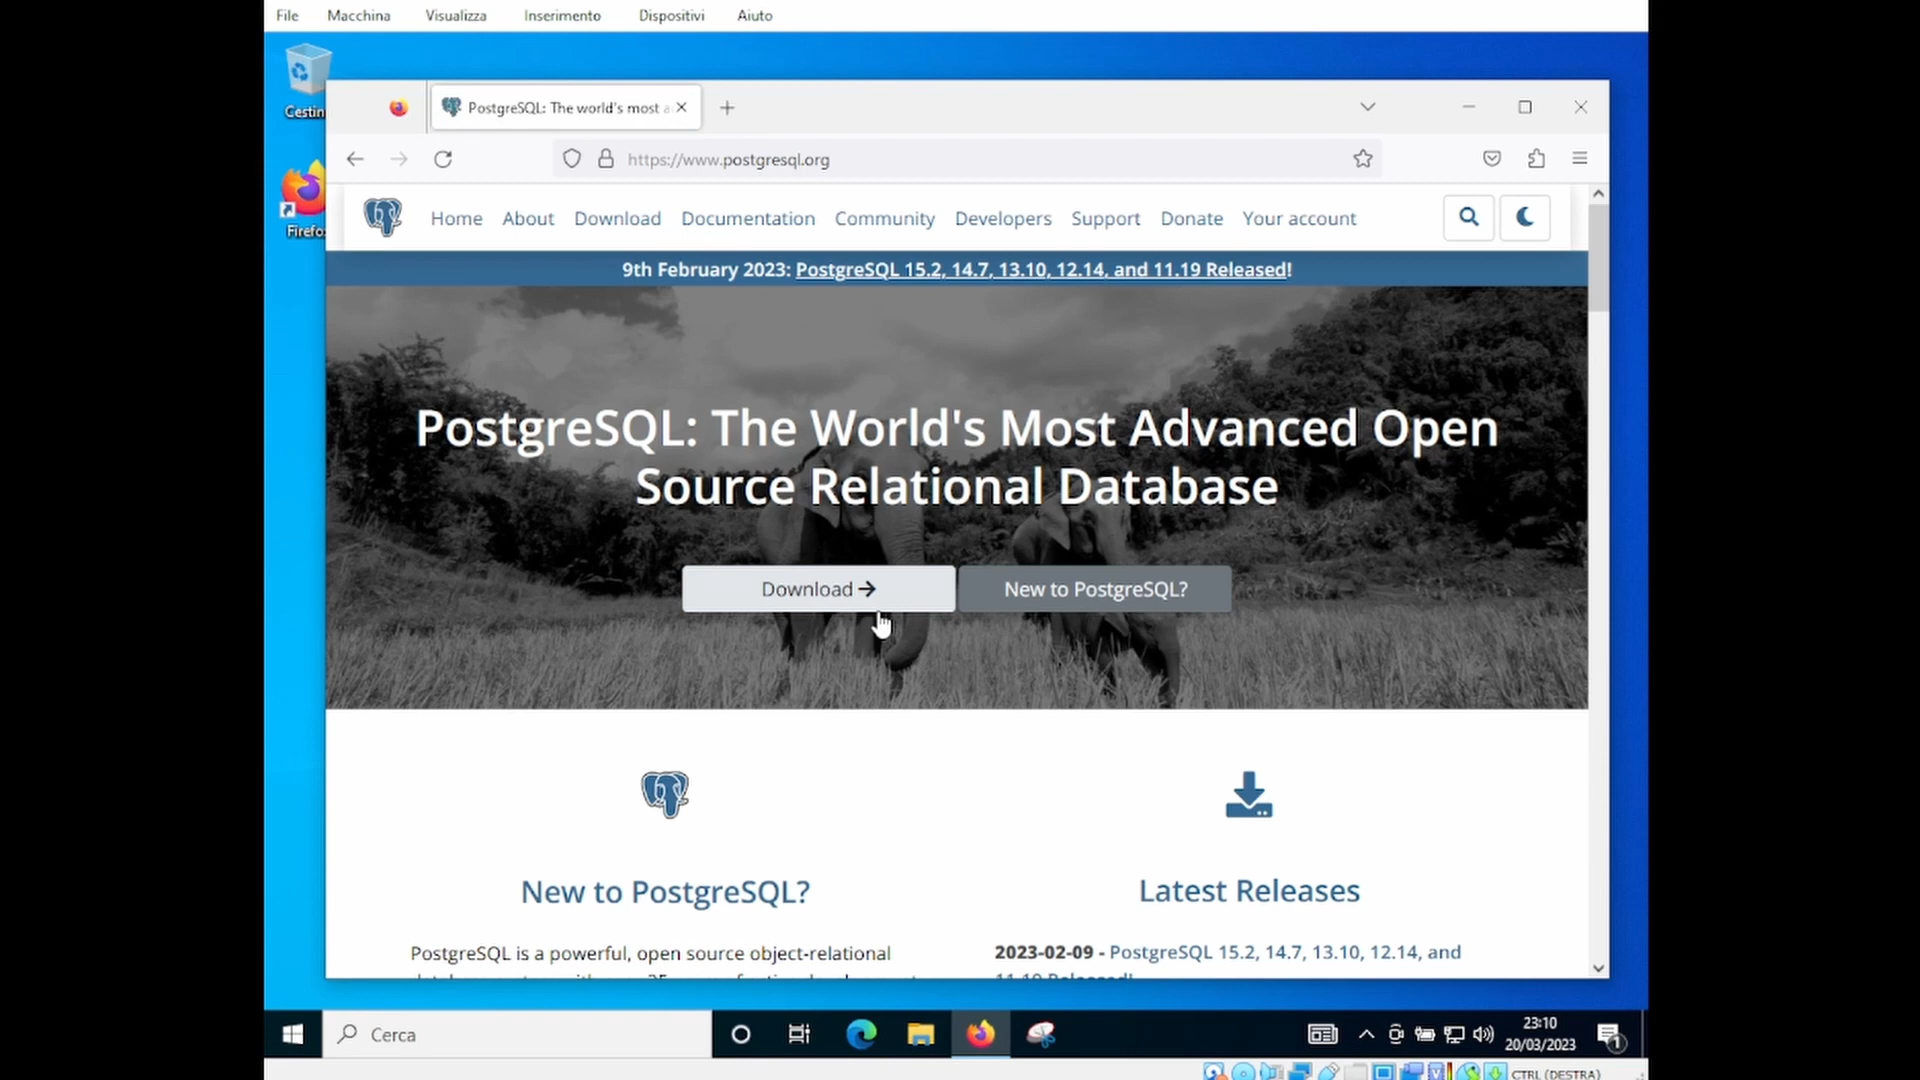 File Macchina Visualizza Inserimento Dispositivi Aiuto
Cestin
Firefo
PostgreSQL: The world's most a
https://www.postgresql.org
Home About Download Documentation Community Developers Support Donate Your account
9th February 2023: PostgreSQL 15.2, 14.7, 13.10, 12.14, and 11.19 Released!
PostgreSQL: The World's Most Advanced Open
Source Relational Database
Download
New to PostgreSQL?
New to PostgreSQL?
PostgreSQL is a powerful, open source object-relational
Latest Releases
2023-02-09 - PostgreSQL 15.2, 14.7, 13.10, 12.14, and
11.19 Released!
Cerca
23:10
20/03/2023
1
CTRL (DESTRA)